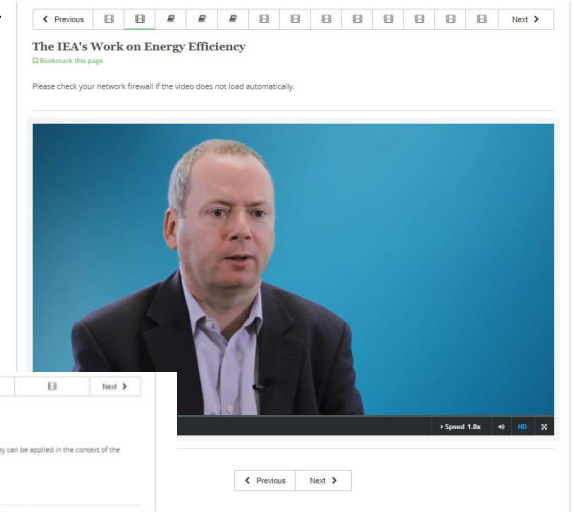 Previous Next
The IEA's Work on Energy Efficiency
Bookmark this page
Please check your network firewall if the video does not load automatically.
Speed 1.0x HD
Next
ey can be applied in the context of the
Previous Next